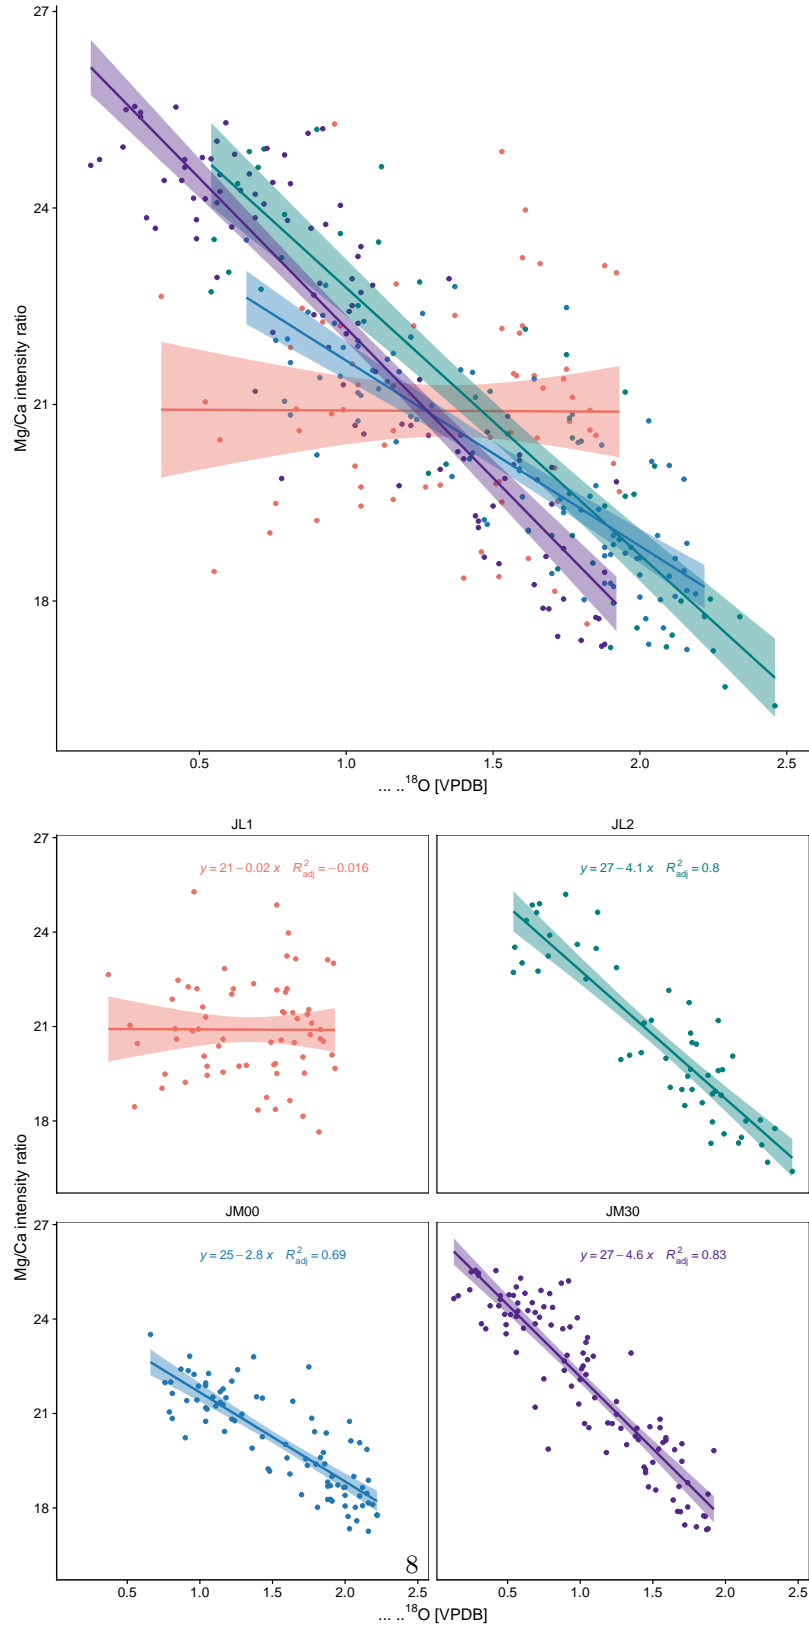 27
24
21
18
Mg/Ca intensity ratio
0.5 1.0 1.5 2.0 2.5
... ..¹⁸O [VPDB]
JL1 JL2
27
24
21
18
y = 21 − 0.02 x R²adj = −0.016
y = 27 − 4.1 x R²adj = 0.8
Mg/Ca intensity ratio
JM00 JM30
27
24
21
18
y = 25 − 2.8 x R²adj = 0.69
y = 27 − 4.6 x R²adj = 0.83
8
0.5 1.0 1.5 2.0 2.5 0.5 1.0 1.5 2.0 2.5
... ..¹⁸O [VPDB]